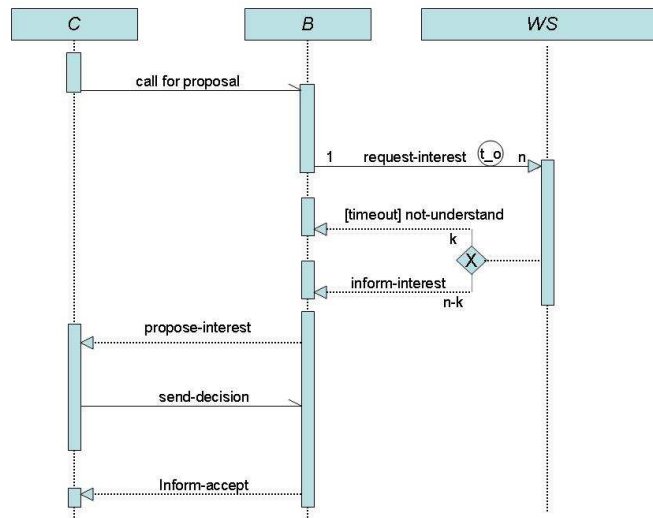 C
B
WS
call for proposal
1
request-interest
t_o
n
[timeout] not-understand
k
X
inform-interest
n-k
propose-interest
send-decision
Inform-accept